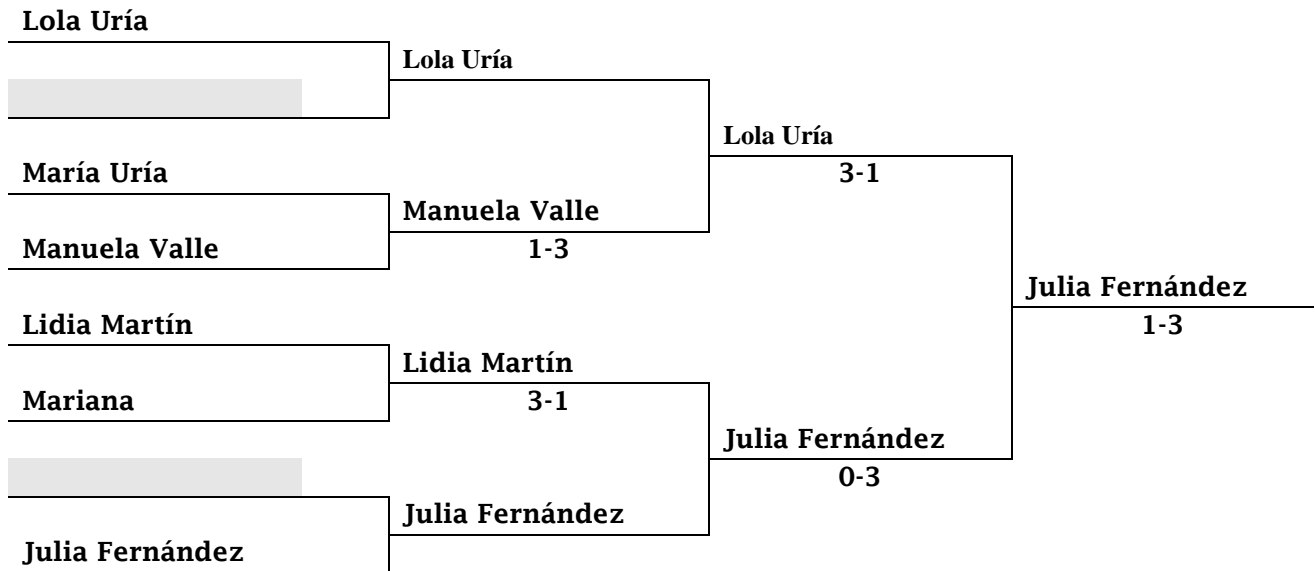 Lola Uría
Lola Uría
Lola Uría
María Uría
3-1
Manuela Valle
Manuela Valle
1-3
Julia Fernández
Lidia Martín
1-3
Lidia Martín
Mariana
3-1
Julia Fernández
0-3
Julia Fernández
Julia Fernández